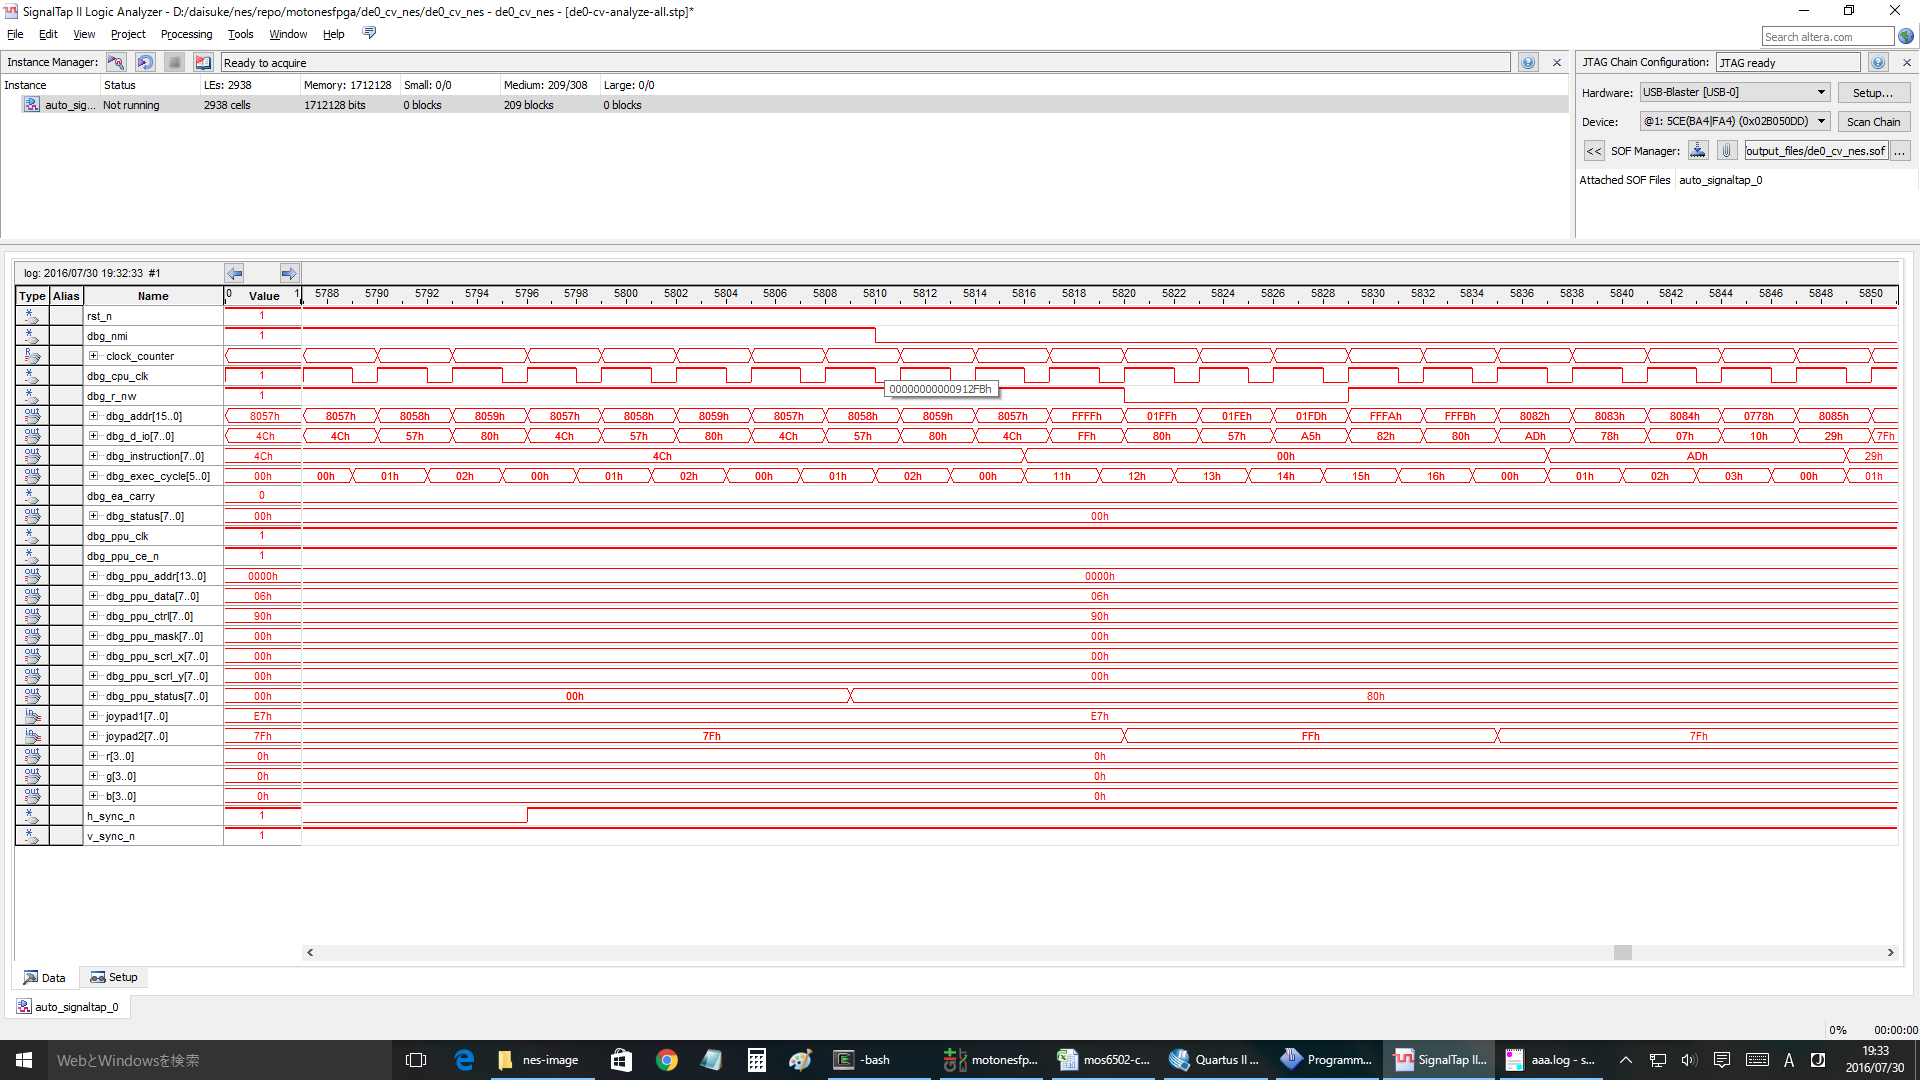 SignalTap II Logic Analyzer - D:/daisuke/nes/repo/motonesfpga/de0_cv_nes/de0_cv_nes - de0_cv_nes - [de0-cv-analyze-all.stp]*
File Edit View Project Processing Tools Window Help
Search altera.com
Instance Manager: Ready to acquire
Instance Status LEs: 2938 Memory: 1712128 Small: 0/0 Medium: 209/308 Large: 0/0
auto_sig... Not running 2938 cells 1712128 bits 0 blocks 209 blocks 0 blocks
JTAG Chain Configuration: JTAG ready
Hardware: USB-Blaster [USB-0] Setup...
Device: @1: 5CE(BA4|FA4) (0x02B050DD) Scan Chain
<< SOF Manager: output_files/de0_cv_nes.sof ...
Attached SOF Files auto_signaltap_0
log: 2016/07/30 19:32:33 #1
Type Alias Name 0 Value 1 5788 5790 5792 5794 5796 5798 5800 5802 5804 5806 5808 5810 5812 5814 5816 5818 5820 5822 5824 5826 5828 5830 5832 5834 5836 5838 5840 5842 5844 5846 5848 5850
rst_n 1
dbg_nmi 1
clock_counter
dbg_cpu_clk 1
00000000000912FBh
dbg_r_nw 1
dbg_addr[15..0] 8057h 8057h 8058h 8059h 8057h 8058h 8059h 8057h 8058h 8059h 8057h FFFFh 01FFh 01FEh 01FDh FFFAh FFFBh 8082h 8083h 8084h 0778h 8085h
dbg_d_io[7..0] 4Ch 4Ch 57h 80h 4Ch 57h 80h 4Ch 57h 80h 4Ch FFh 80h 57h A5h 82h 80h ADh 78h 07h 10h 29h 7Fh
dbg_instruction[7..0] 4Ch 4Ch 00h ADh 29h
dbg_exec_cycle[5..0] 00h 00h 01h 02h 00h 01h 02h 00h 01h 02h 00h 11h 12h 13h 14h 15h 16h 00h 01h 02h 03h 00h 01h
dbg_ea_carry 0
dbg_status[7..0] 00h 00h
dbg_ppu_clk 1
dbg_ppu_ce_n 1
dbg_ppu_addr[13..0] 0000h 0000h
dbg_ppu_data[7..0] 06h 06h
dbg_ppu_ctrl[7..0] 90h 90h
dbg_ppu_mask[7..0] 00h 00h
dbg_ppu_scrl_x[7..0] 00h 00h
dbg_ppu_scrl_y[7..0] 00h 00h
dbg_ppu_status[7..0] 00h 00h 80h
joypad1[7..0] E7h E7h
joypad2[7..0] 7Fh 7Fh FFh 7Fh
r[3..0] 0h 0h
g[3..0] 0h 0h
b[3..0] 0h 0h
h_sync_n 1
v_sync_n 1
Data Setup
auto_signaltap_0
0% 00:00:00
WebとWindowsを検索 nes-image -bash motonesfp... mos6502-c... Quartus II ... Programm... SignalTap II... aaa.log - s... A 19:33
2016/07/30